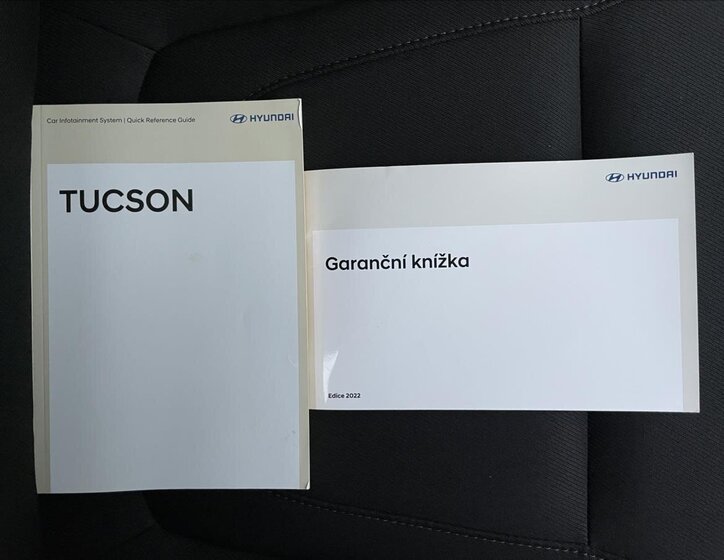 Car Infotainment System | Quick Reference Guide
HYUNDAI
TUCSON
HYUNDAI
Garanční knížka
Edice 2022